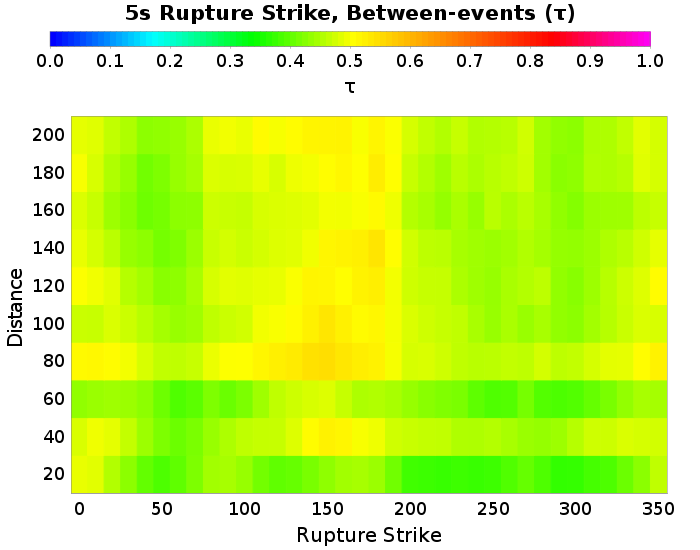 5s Rupture Strike, Between-events (τ)
0.0 0.1 0.2 0.3 0.4 0.5 0.6 0.7 0.8 0.9 1.0
τ
Distance
200
180
160
140
120
100
80
60
40
20
0 50 100 150 200 250 300 350
Rupture Strike